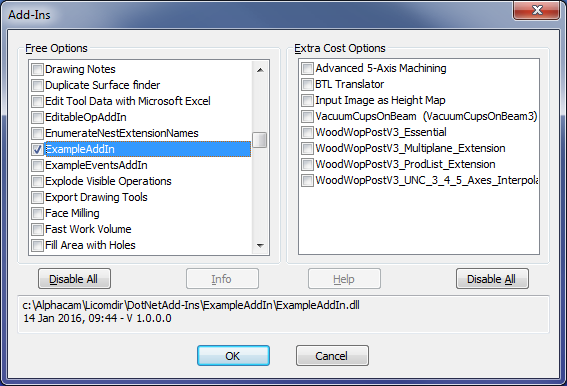 Add-Ins
Free Options
Drawing Notes
Duplicate Surface finder
Edit Tool Data with Microsoft Excel
EditableOpAddIn
EnumerateNestExtensionNames
ExampleAddIn
ExampleEventsAddIn
Explode Visible Operations
Export Drawing Tools
Face Milling
Fast Work Volume
Fill Area with Holes
Extra Cost Options
Advanced 5-Axis Machining
BTL Translator
Input Image as Height Map
VacuumCupsOnBeam (VacuumCupsOnBeam3)
WoodWopPostV3_Essential
WoodWopPostV3_Multiplane_Extension
WoodWopPostV3_ProdList_Extension
WoodWopPostV3_UNC_3_4_5_Axes_Interpola
Disable All
Info
Help
Disable All
c:\Alphacam\Licomdir\DotNetAdd-Ins\ExampleAddIn\ExampleAddIn.dll
14 Jan 2016, 09:44 - V 1.0.0.0
OK
Cancel